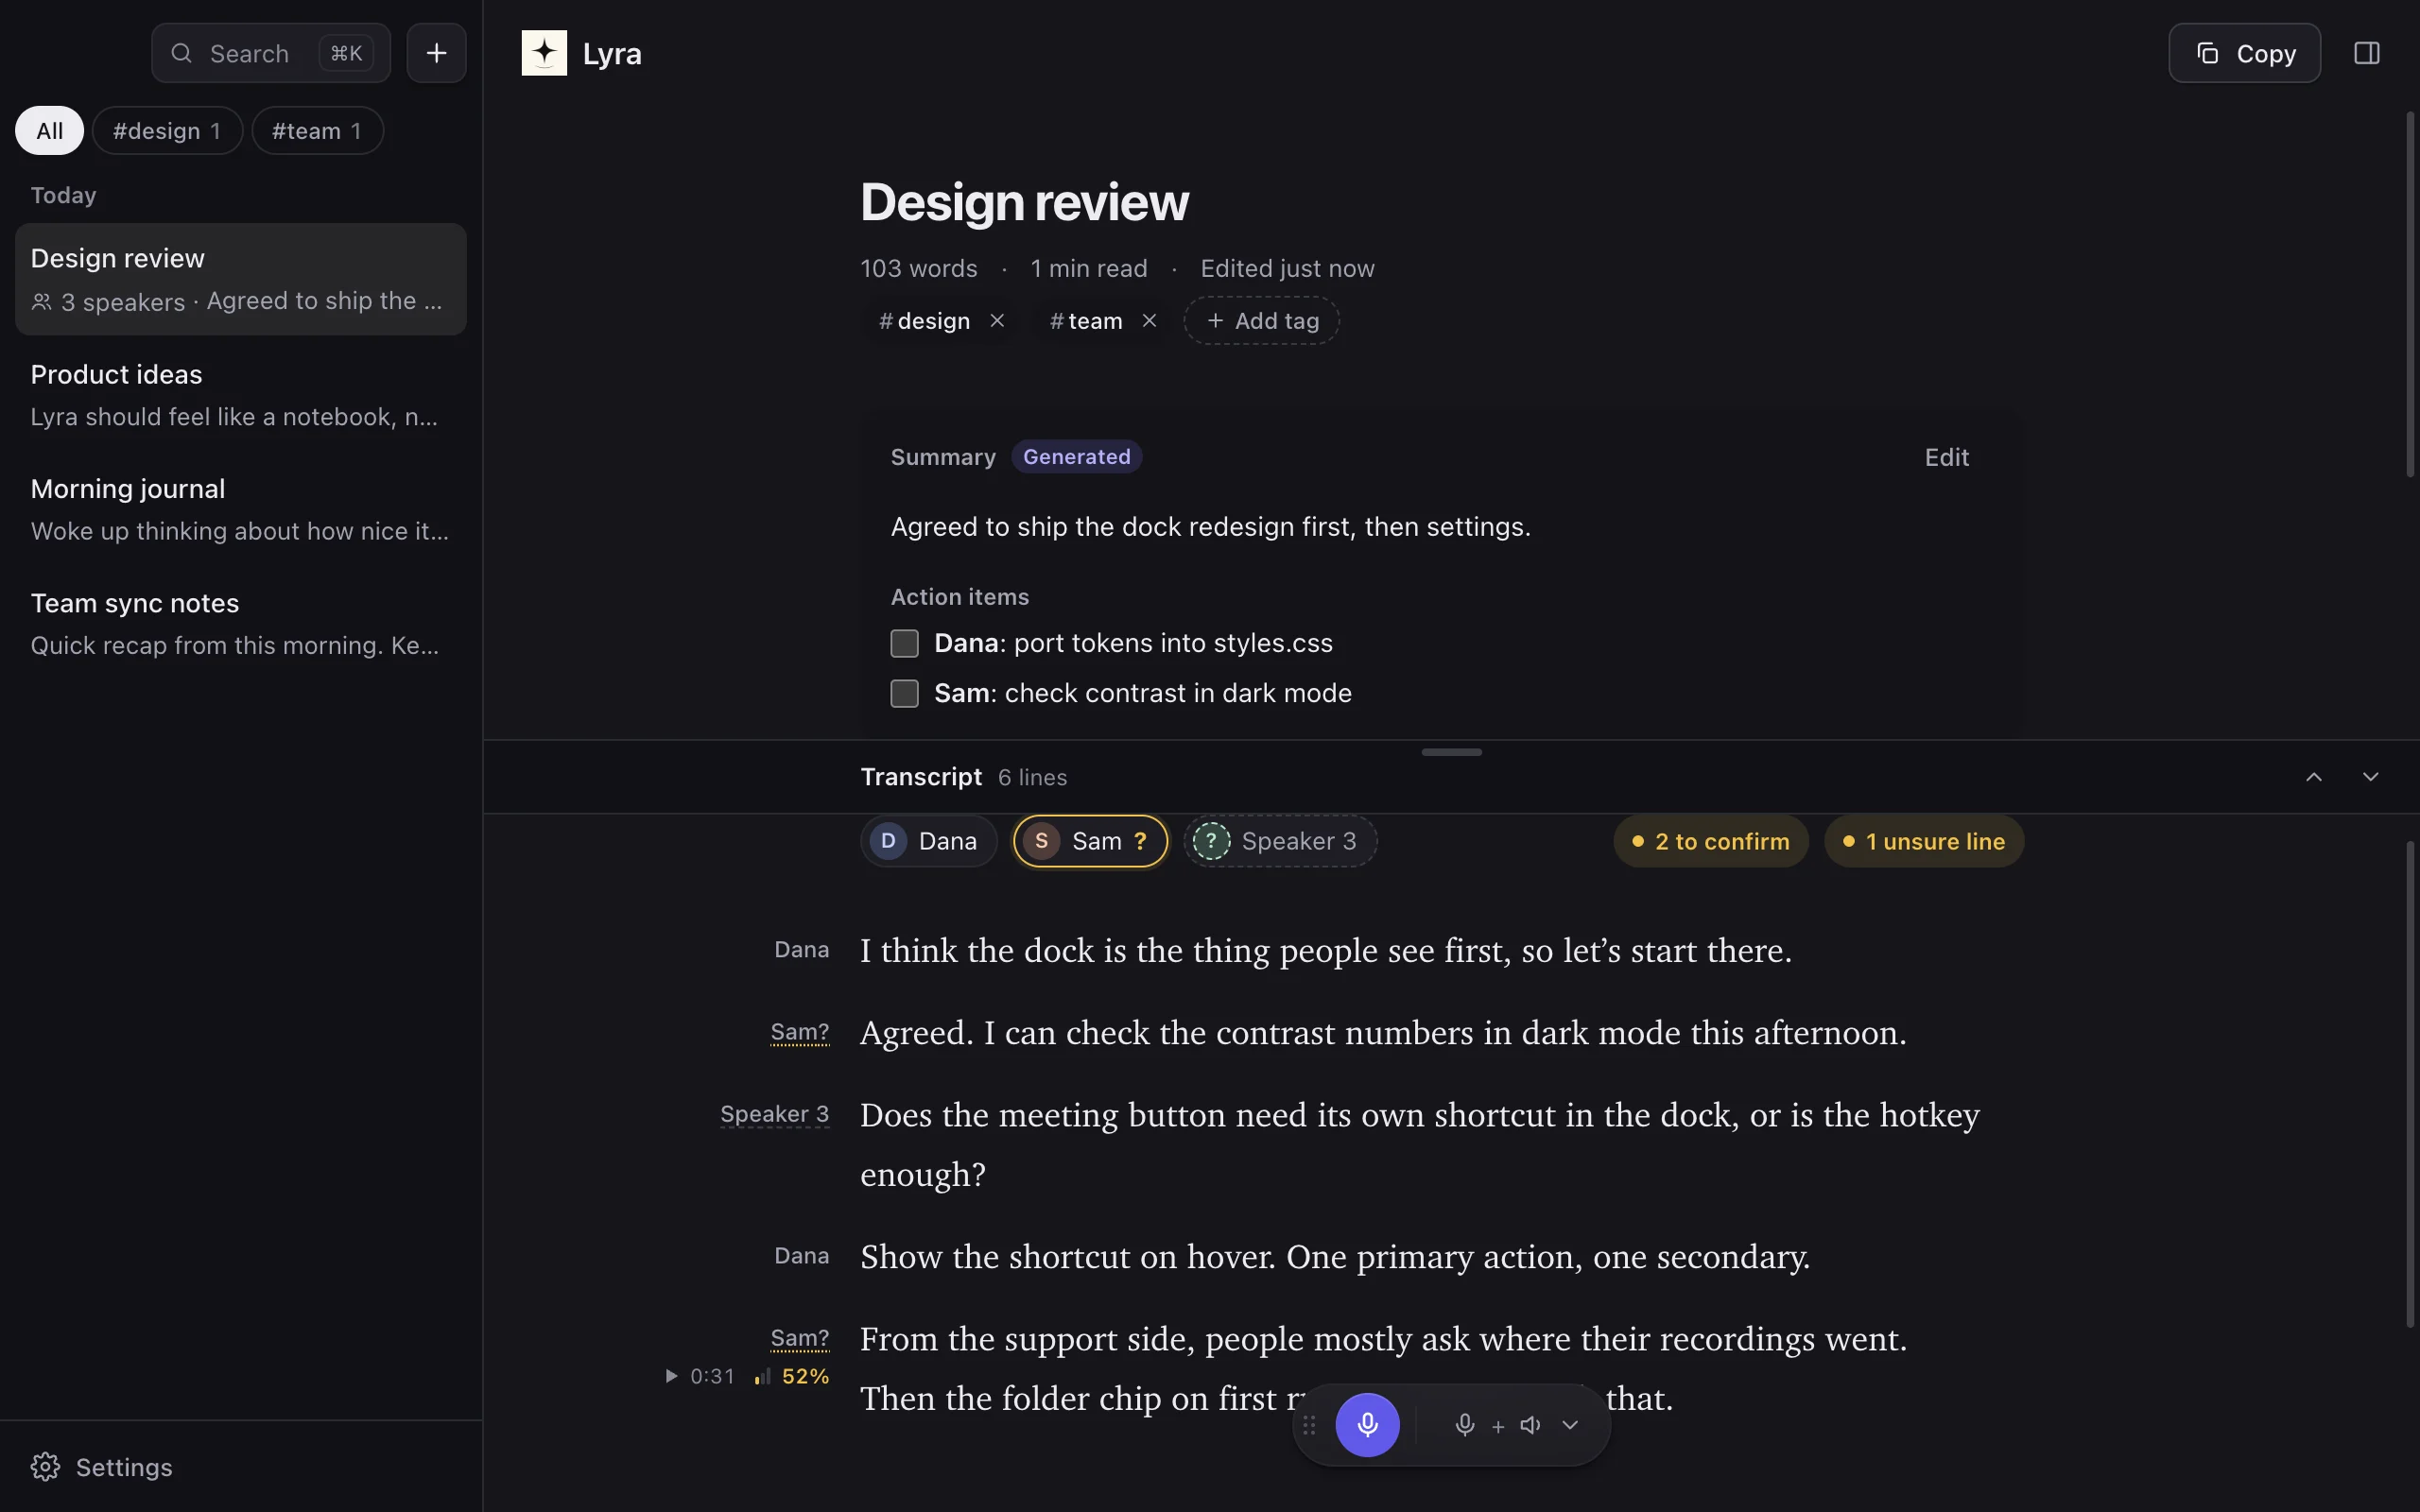 Search ⌘K
All #design 1 #team 1
Today
Design review
3 speakers · Agreed to ship the ...
Product ideas
Lyra should feel like a notebook, n...
Morning journal
Woke up thinking about how nice it...
Team sync notes
Quick recap from this morning. Ke...
Settings
Lyra
Copy
Design review
103 words · 1 min read · Edited just now
# design # team + Add tag
Summary Generated Edit
Agreed to ship the dock redesign first, then settings.
Action items
Dana: port tokens into styles.css
Sam: check contrast in dark mode
Transcript 6 lines
D Dana S Sam ? ? Speaker 3 2 to confirm 1 unsure line
Dana I think the dock is the thing people see first, so let’s start there.
Sam? Agreed. I can check the contrast numbers in dark mode this afternoon.
Speaker 3 Does the meeting button need its own shortcut in the dock, or is the hotkey
enough?
Dana Show the shortcut on hover. One primary action, one secondary.
Sam? From the support side, people mostly ask where their recordings went.
0:31 52% Then the folder chip on first that.